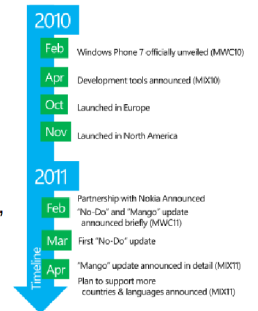 2010
Feb Windows Phone 7 officially unveiled (MWC10)
Apr Development tools announced (MIX10)
Oct Launched in Europe
Nov Launched in North America
2011
Partnership with Nokia Announced
Feb "No-Do" and "Mango" update
announced briefly (MWC11)
Mar First "No-Do" update
Apr "Mango" update announced in detail (MIX11)
Plan to support more
countries & languages announced (MIX11)
Timeline